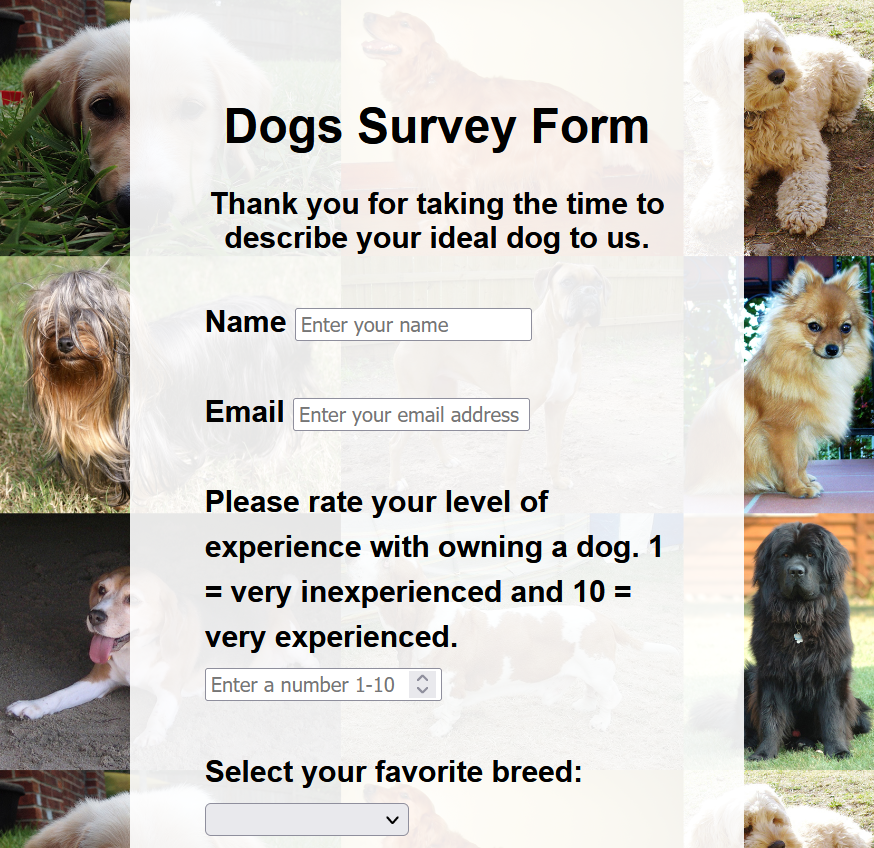 Dogs Survey Form
Thank you for taking the time to
describe your ideal dog to us.
Name Enter your name
Email Enter your email address
Please rate your level of
experience with owning a dog. 1
= very inexperienced and 10 =
very experienced.
Enter a number 1-10
Select your favorite breed: